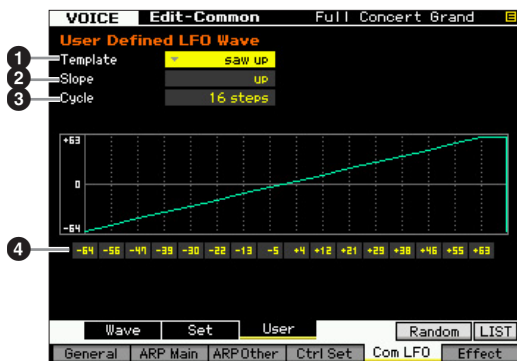 VOICE Edit-Common Full Concert Grand E
User Defined LFO Wave
1 Template saw up
2 Slope up
3 Cycle 16 steps
+63
0
-64
4 -64 -56 -47 -39 -30 -22 -13 -5 +4 +12 +21 +29 +38 +46 +55 +63
Wave Set User Random LIST
General ARP Main ARP Other Ctrl Set Com LFO Effect